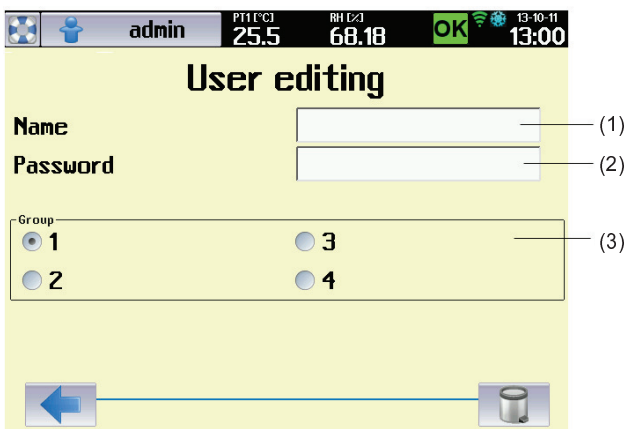 admin PT1 [°C] RH [%] 13-10-11
25.5 68.18 OK 13:00
User editing
Name (1)
Password (2)
Group
1 3 (3)
2 4